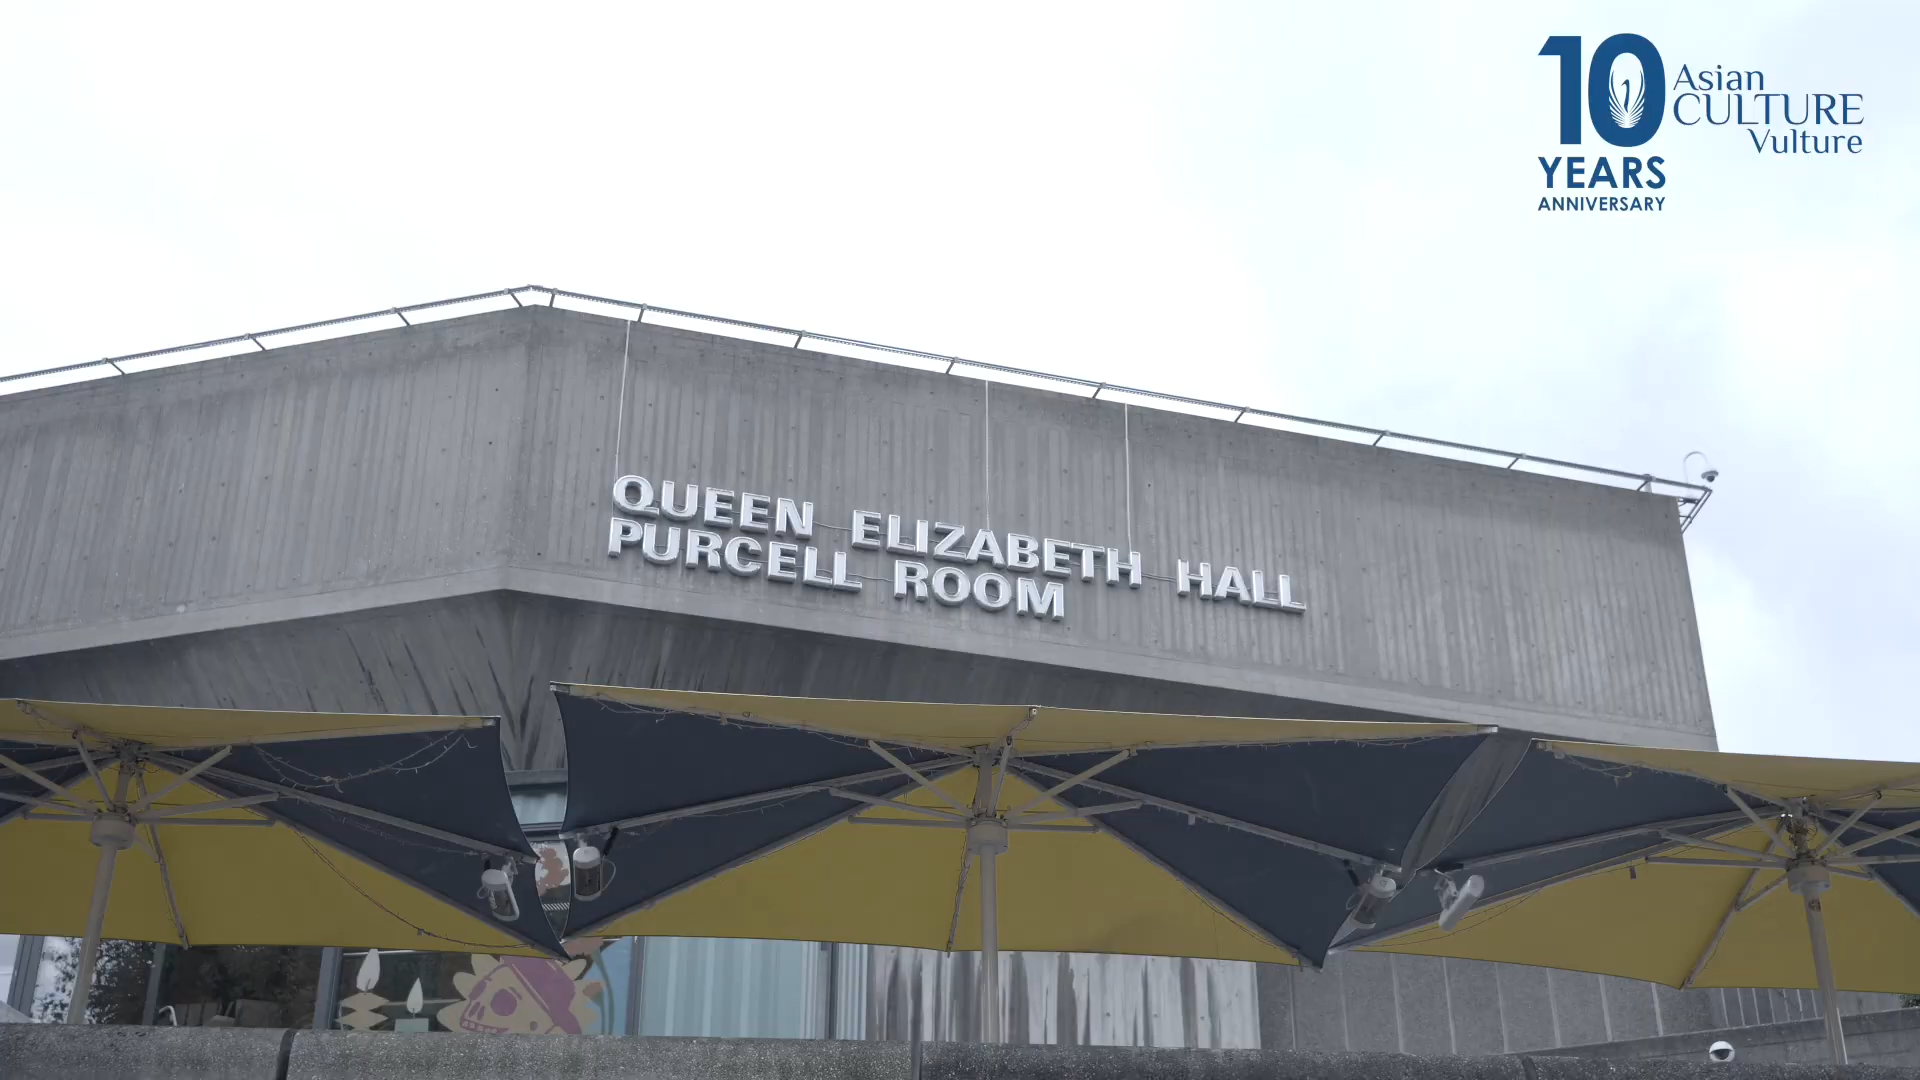 10
YEARS
ANNIVERSARY
Asian
CULTURE
Vulture
QUEEN ELIZABETH HALL
PURCELL ROOM